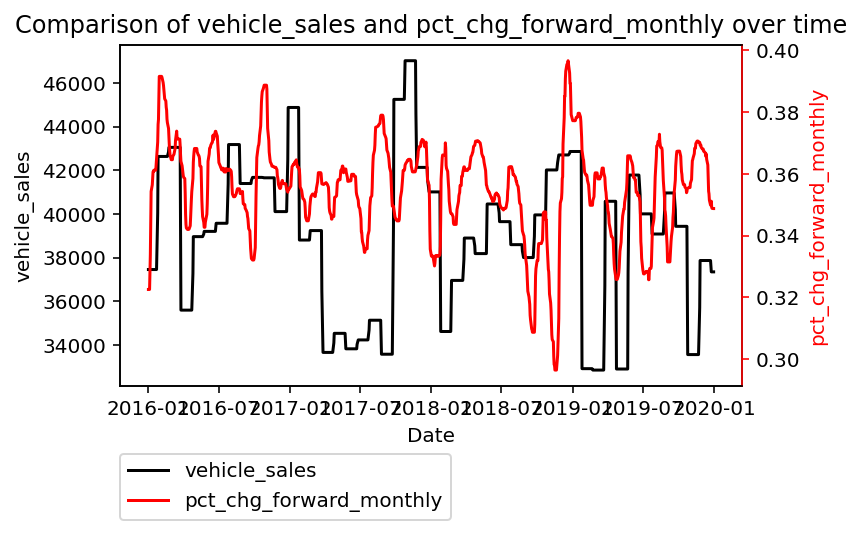 Comparison of vehicle_sales and pct_chg_forward_monthly over time
46000
44000
42000
40000
38000
36000
34000
vehicle_sales
0.40
0.38
0.36
0.34
0.32
0.30
pct_chg_forward_monthly
2016-01 2016-07 2017-01 2017-07 2018-01 2018-07 2019-01 2019-07 2020-01
Date
vehicle_sales
pct_chg_forward_monthly